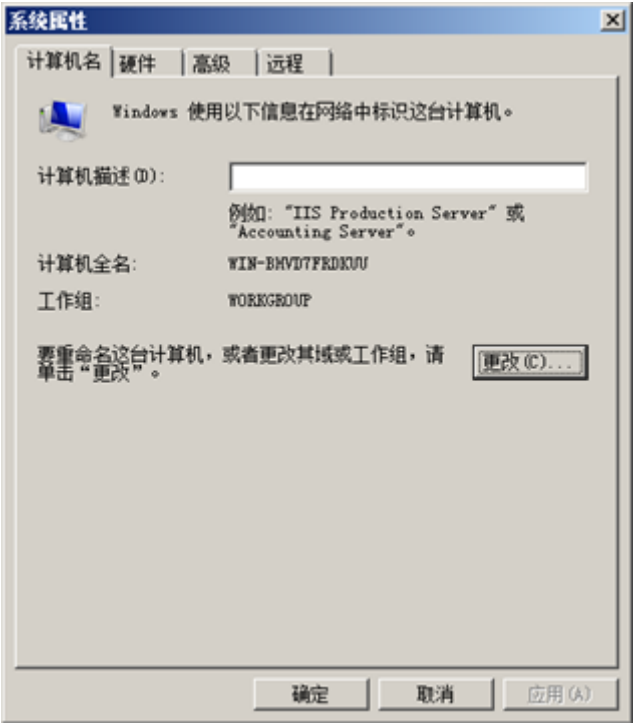 系统属性
计算机名 硬件 高级 远程
Windows 使用以下信息在网络中标识这台计算机。
计算机描述(D):
例如: "IIS Production Server" 或
"Accounting Server"。
计算机全名: WIN-BMVD7FRDKUU
工作组: WORKGROUP
要重命名这台计算机，或者更改其域或工作组，请
单击“更改”。
更改(C)...
确定 取消 应用(A)